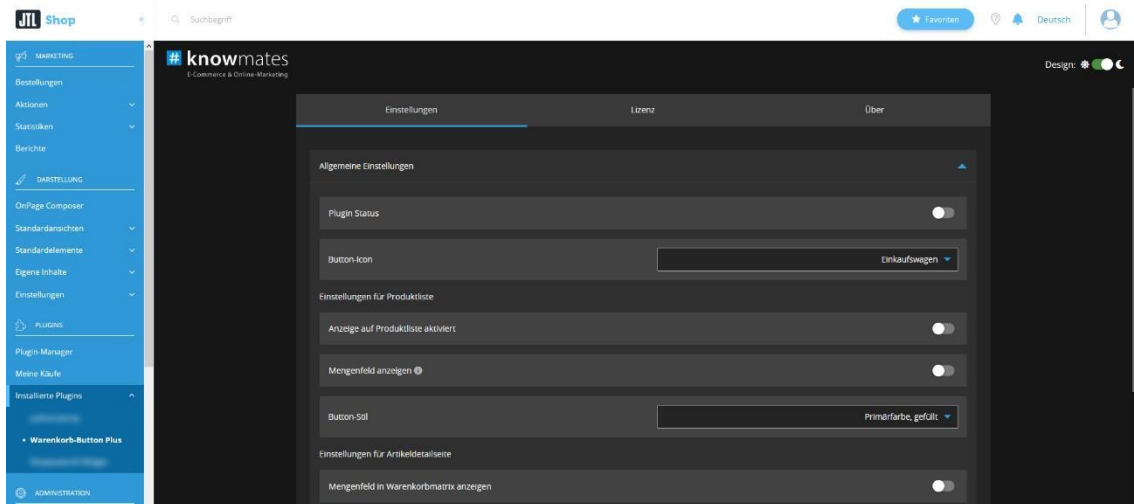 JTL Shop
Suchbegriff
Favoriten
Deutsch
MARKETING
Bestellungen
Aktionen
Statistiken
Berichte
DARSTELLUNG
OnPage Composer
Standardansichten
Standardelemente
Eigene Inhalte
Einstellungen
PLUGINS
Plugin-Manager
Meine Käufe
Installierte Plugins
Warenkorb-Button Plus
ADMINISTRATION
# knowmates
E-Commerce & Online-Marketing
Design:
Einstellungen Lizenz Über
Allgemeine Einstellungen
Plugin Status
Button-Icon Einkaufswagen
Einstellungen für Produktliste
Anzeige auf Produktliste aktiviert
Mengenfeld anzeigen
Button-Stil Primärfarbe, gefüllt
Einstellungen für Artikeldetailseite
Mengenfeld in Warenkorbmatrix anzeigen